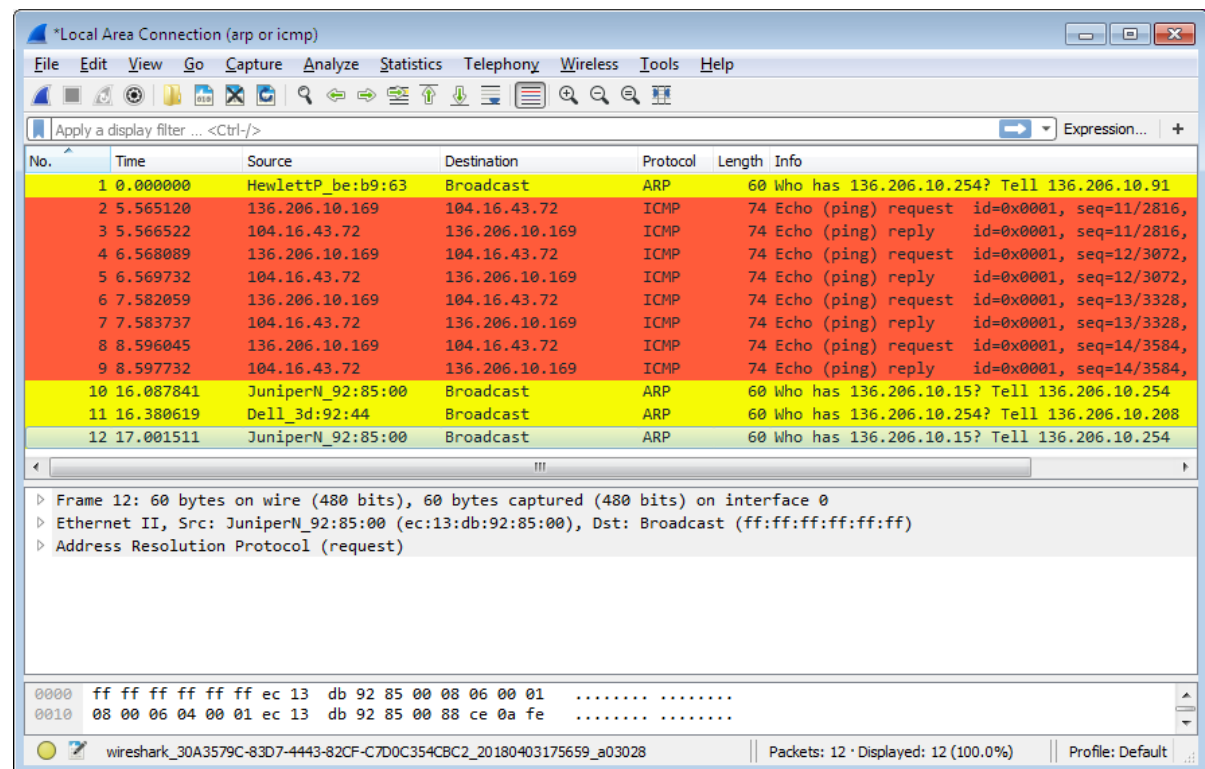 *Local Area Connection (arp or icmp)
File Edit View Go Capture Analyze Statistics Telephony Wireless Tools Help
Apply a display filter ... <Ctrl-/> Expression... +
No. Time Source Destination Protocol Length Info
1 0.000000 HewlettP_be:b9:63 Broadcast ARP 60 Who has 136.206.10.254? Tell 136.206.10.91
2 5.565120 136.206.10.169 104.16.43.72 ICMP 74 Echo (ping) request id=0x0001, seq=11/2816,
3 5.566522 104.16.43.72 136.206.10.169 ICMP 74 Echo (ping) reply id=0x0001, seq=11/2816,
4 6.568089 136.206.10.169 104.16.43.72 ICMP 74 Echo (ping) request id=0x0001, seq=12/3072,
5 6.569732 104.16.43.72 136.206.10.169 ICMP 74 Echo (ping) reply id=0x0001, seq=12/3072,
6 7.582059 136.206.10.169 104.16.43.72 ICMP 74 Echo (ping) request id=0x0001, seq=13/3328,
7 7.583737 104.16.43.72 136.206.10.169 ICMP 74 Echo (ping) reply id=0x0001, seq=13/3328,
8 8.596045 136.206.10.169 104.16.43.72 ICMP 74 Echo (ping) request id=0x0001, seq=14/3584,
9 8.597732 104.16.43.72 136.206.10.169 ICMP 74 Echo (ping) reply id=0x0001, seq=14/3584,
10 16.087841 JuniperN_92:85:00 Broadcast ARP 60 Who has 136.206.10.15? Tell 136.206.10.254
11 16.380619 Dell_3d:92:44 Broadcast ARP 60 Who has 136.206.10.254? Tell 136.206.10.208
12 17.001511 JuniperN_92:85:00 Broadcast ARP 60 Who has 136.206.10.15? Tell 136.206.10.254
Frame 12: 60 bytes on wire (480 bits), 60 bytes captured (480 bits) on interface 0
Ethernet II, Src: JuniperN_92:85:00 (ec:13:db:92:85:00), Dst: Broadcast (ff:ff:ff:ff:ff:ff)
Address Resolution Protocol (request)
0000 ff ff ff ff ff ff ec 13 db 92 85 00 08 06 00 01 ........ ........
0010 08 00 06 04 00 01 ec 13 db 92 85 00 88 ce 0a fe ........ ........
wireshark_30A3579C-83D7-4443-82CF-C7D0C354CBC2_20180403175659_a03028 Packets: 12 · Displayed: 12 (100.0%) Profile: Default